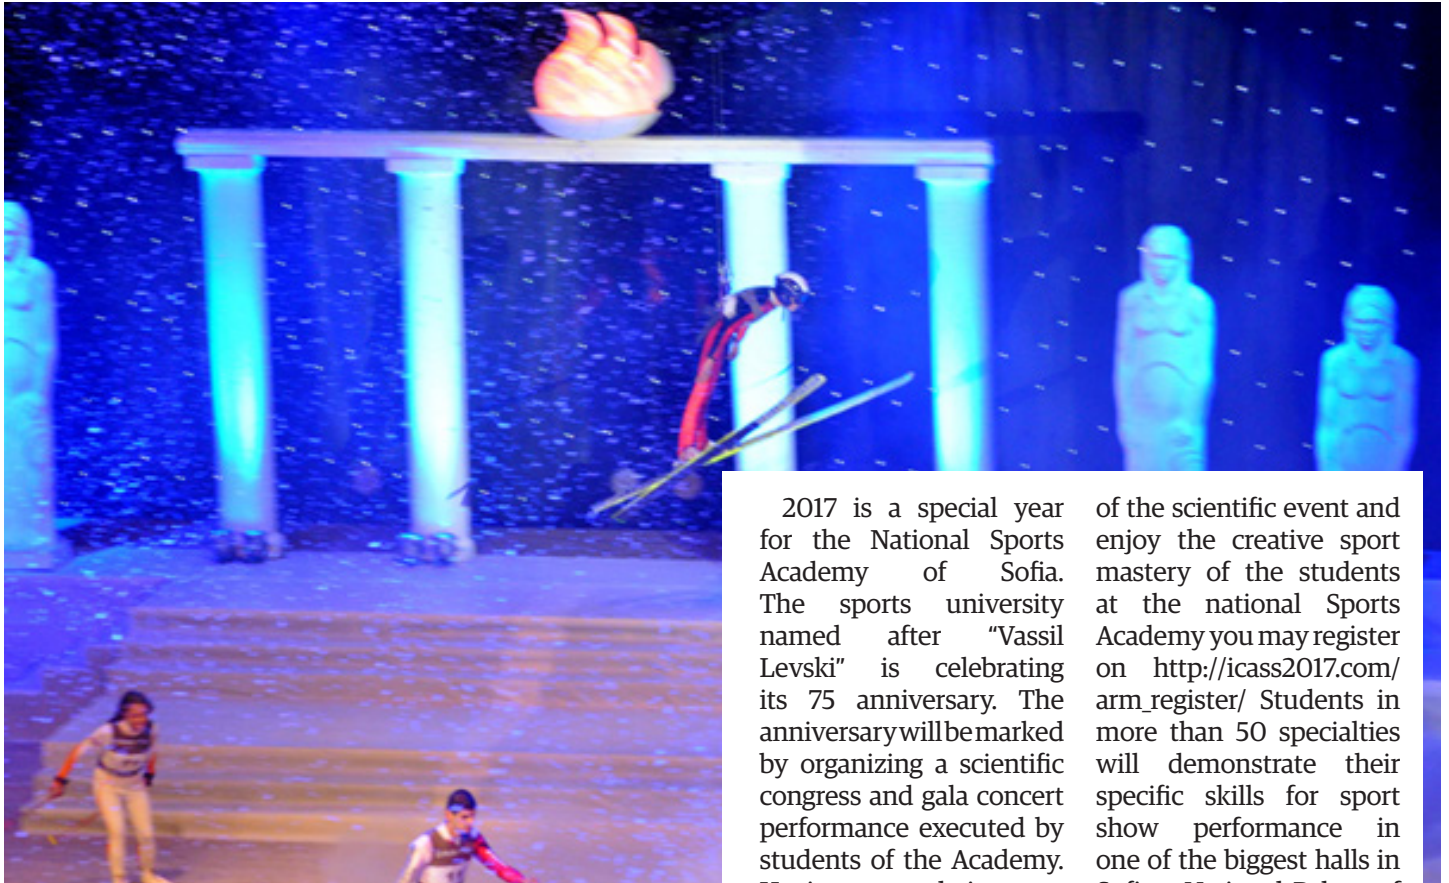 2017 is a special year
for the National Sports
Academy of Sofia.
The sports university
named after “Vassil
Levski” is celebrating
its 75 anniversary. The
anniversary will be marked
by organizing a scientific
congress and gala concert
performance executed by
students of the Academy.
of the scientific event and
enjoy the creative sport
mastery of the students
at the national Sports
Academy you may register
on http://icass2017.com/
arm_register/ Students in
more than 50 specialties
will demonstrate their
specific skills for sport
show performance in
one of the biggest halls in